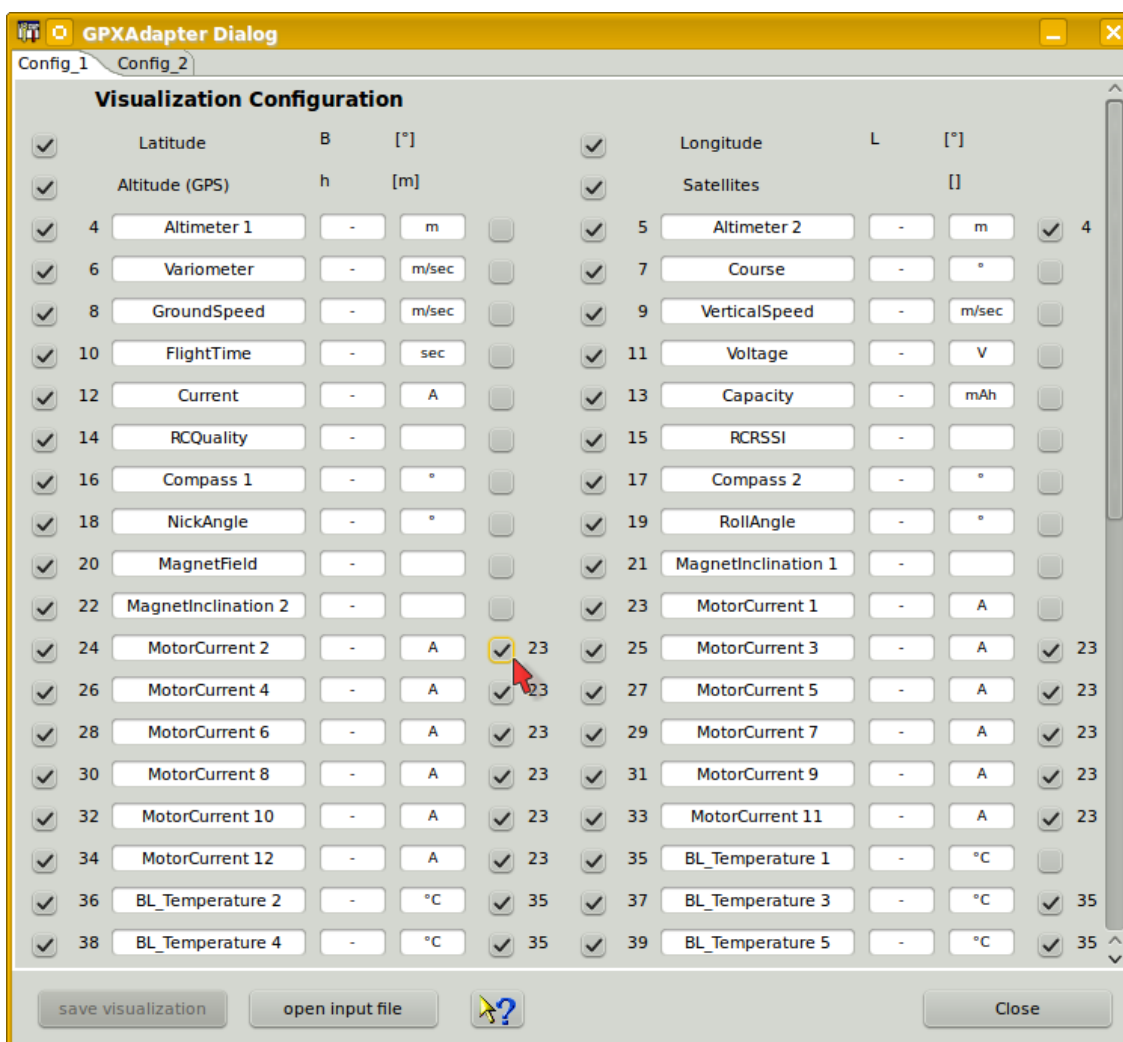 GPXAdapter Dialog
Config_1 Config_2
Visualization Configuration
Latitude B [°] Longitude L [°]
Altitude (GPS) h [m] Satellites []
4 Altimeter 1 - m 5 Altimeter 2 - m 4
6 Variometer - m/sec 7 Course - °
8 GroundSpeed - m/sec 9 VerticalSpeed - m/sec
10 FlightTime - sec 11 Voltage - V
12 Current - A 13 Capacity - mAh
14 RCQuality - 15 RCRSSI -
16 Compass 1 - ° 17 Compass 2 - °
18 NickAngle - ° 19 RollAngle - °
20 MagnetField - 21 MagnetInclination 1 -
22 MagnetInclination 2 - 23 MotorCurrent 1 - A
24 MotorCurrent 2 - A 23 25 MotorCurrent 3 - A 23
26 MotorCurrent 4 - A 23 27 MotorCurrent 5 - A 23
28 MotorCurrent 6 - A 23 29 MotorCurrent 7 - A 23
30 MotorCurrent 8 - A 23 31 MotorCurrent 9 - A 23
32 MotorCurrent 10 - A 23 33 MotorCurrent 11 - A 23
34 MotorCurrent 12 - A 23 35 BL_Temperature 1 - °C
36 BL_Temperature 2 - °C 35 37 BL_Temperature 3 - °C 35
38 BL_Temperature 4 - °C 35 39 BL_Temperature 5 - °C 35
save visualization open input file ? Close